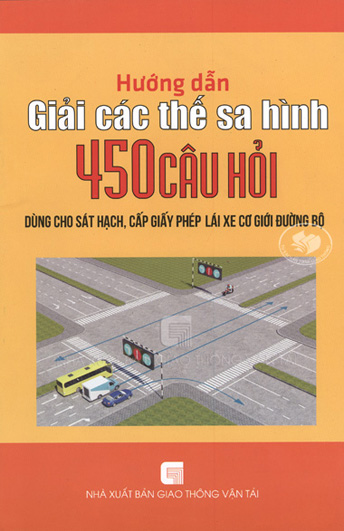 Hướng dẫn
Giải các thế sa hình
450 CÂU HỎI
DÙNG CHO SÁT HẠCH, CẤP GIẤY PHÉP LÁI XE CƠ GIỚI ĐƯỜNG BỘ
NHÀ XUẤT BẢN GIAO THÔNG VẬN TẢI